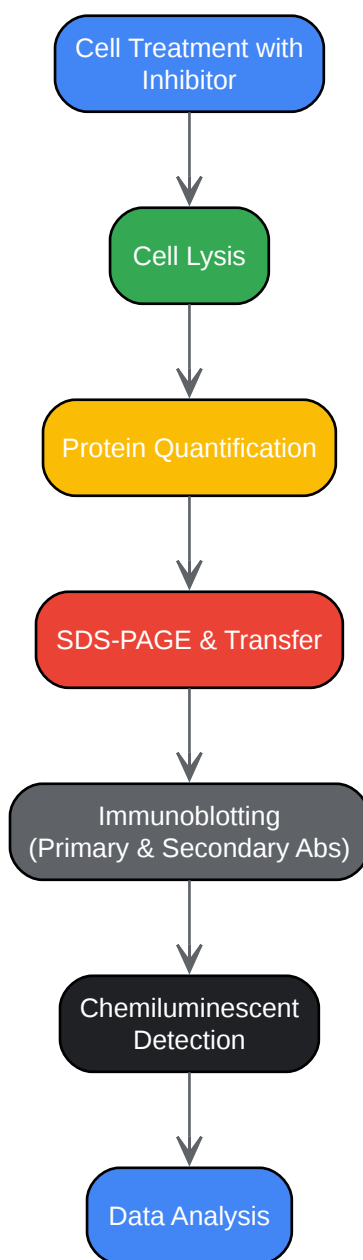 Cell Treatment with
Inhibitor
Cell Lysis
Protein Quantification
SDS-PAGE & Transfer
Immunoblotting
(Primary & Secondary Abs)
Chemiluminescent
Detection
Data Analysis